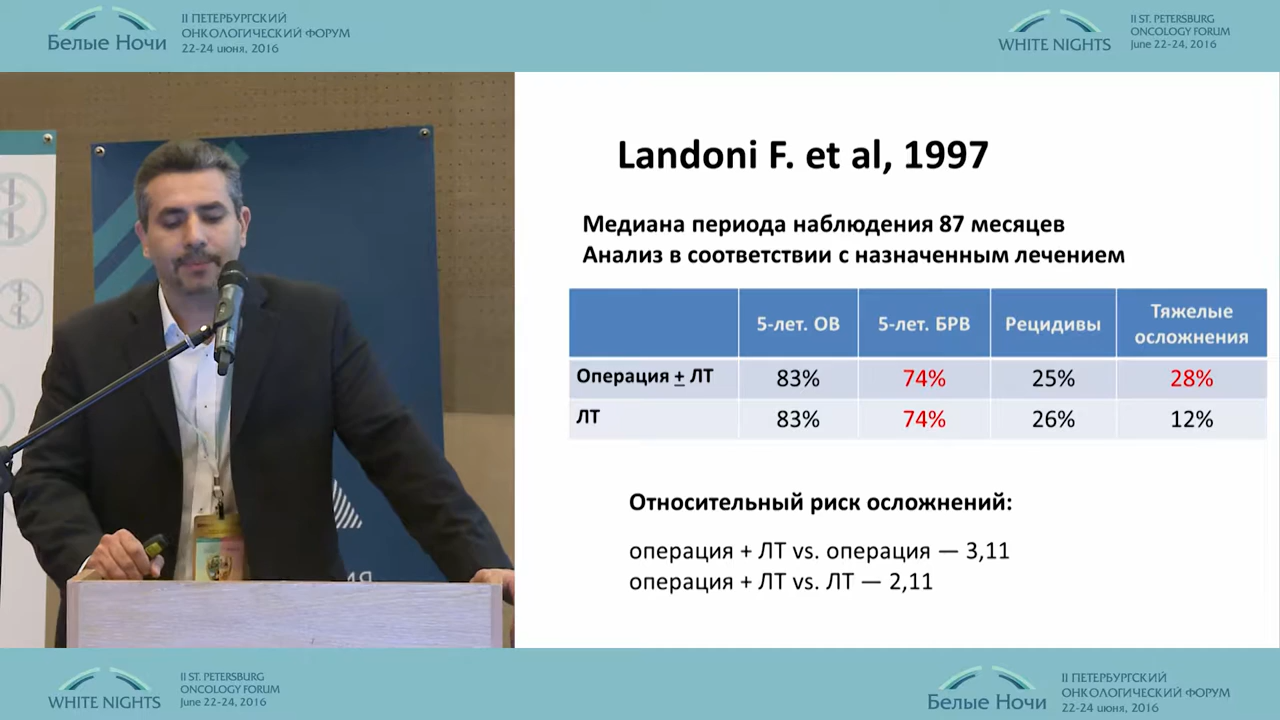 II ПЕТЕРБУРГСКИЙ
ОНКОЛОГИЧЕСКИЙ ФОРУМ
22-24 июня, 2016
Белые Ночи
II ST. PETERSBURG
ONCOLOGY FORUM
June 22-24, 2016
WHITE NIGHTS
Landoni F. et al, 1997
Медиана периода наблюдения 87 месяцев
Анализ в соответствии с назначенным лечением
5-лет. ОВ 5-лет. БРВ Рецидивы Тяжелые осложнения
Операция ± ЛТ 83% 74% 25% 28%
ЛТ 83% 74% 26% 12%
Относительный риск осложнений:
операция + ЛТ vs. операция — 3,11
операция + ЛТ vs. ЛТ — 2,11
II ST. PETERSBURG
ONCOLOGY FORUM
June 22-24, 2016
WHITE NIGHTS
II ПЕТЕРБУРГСКИЙ
ОНКОЛОГИЧЕСКИЙ ФОРУМ
22-24 июня, 2016
Белые Ночи